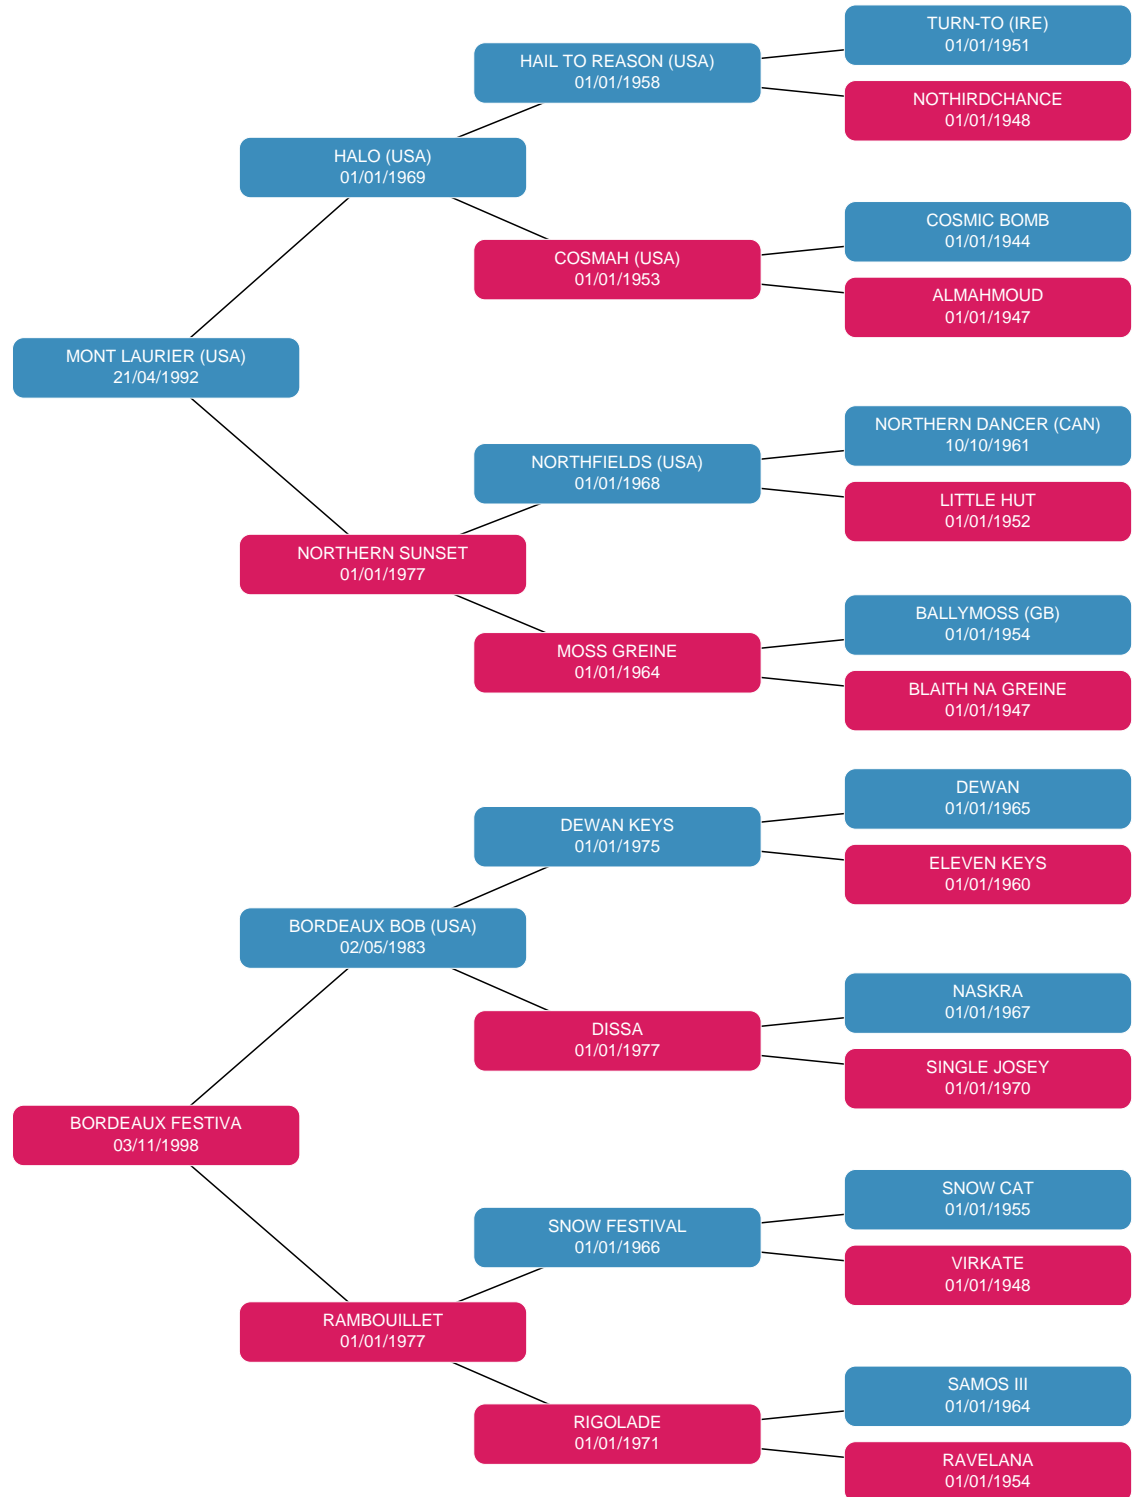 TURN-TO (IRE)
01/01/1951
HAIL TO REASON (USA)
01/01/1958
NOTHIRDCHANCE
01/01/1948
HALO (USA)
01/01/1969
COSMIC BOMB
01/01/1944
COSMAH (USA)
01/01/1953
ALMAHMOUD
01/01/1947
MONT LAURIER (USA)
21/04/1992
NORTHERN DANCER (CAN)
10/10/1961
NORTHFIELDS (USA)
01/01/1968
LITTLE HUT
01/01/1952
NORTHERN SUNSET
01/01/1977
BALLYMOSS (GB)
01/01/1954
MOSS GREINE
01/01/1964
BLAITH NA GREINE
01/01/1947
DEWAN
01/01/1965
DEWAN KEYS
01/01/1975
ELEVEN KEYS
01/01/1960
BORDEAUX BOB (USA)
02/05/1983
NASKRA
01/01/1967
DISSA
01/01/1977
SINGLE JOSEY
01/01/1970
BORDEAUX FESTIVA
03/11/1998
SNOW CAT
01/01/1955
SNOW FESTIVAL
01/01/1966
VIRKATE
01/01/1948
RAMBOUILLET
01/01/1977
SAMOS III
01/01/1964
RIGOLADE
01/01/1971
RAVELANA
01/01/1954